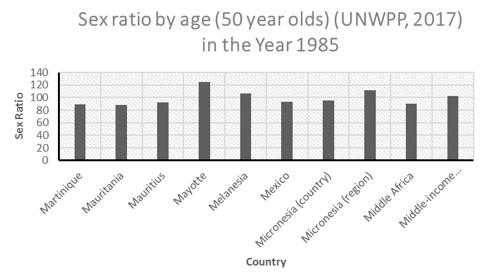 Sex ratio by age (50 year olds) (UNWPP, 2017)
in the Year 1985
Sex Ratio
140
120
100
80
60
40
20
0
Martinique
Mauritania
Mauritius
Mayotte
Melanesia
Mexico
Micronesia (country)
Micronesia (region)
Middle Africa
Middle-income...
Country